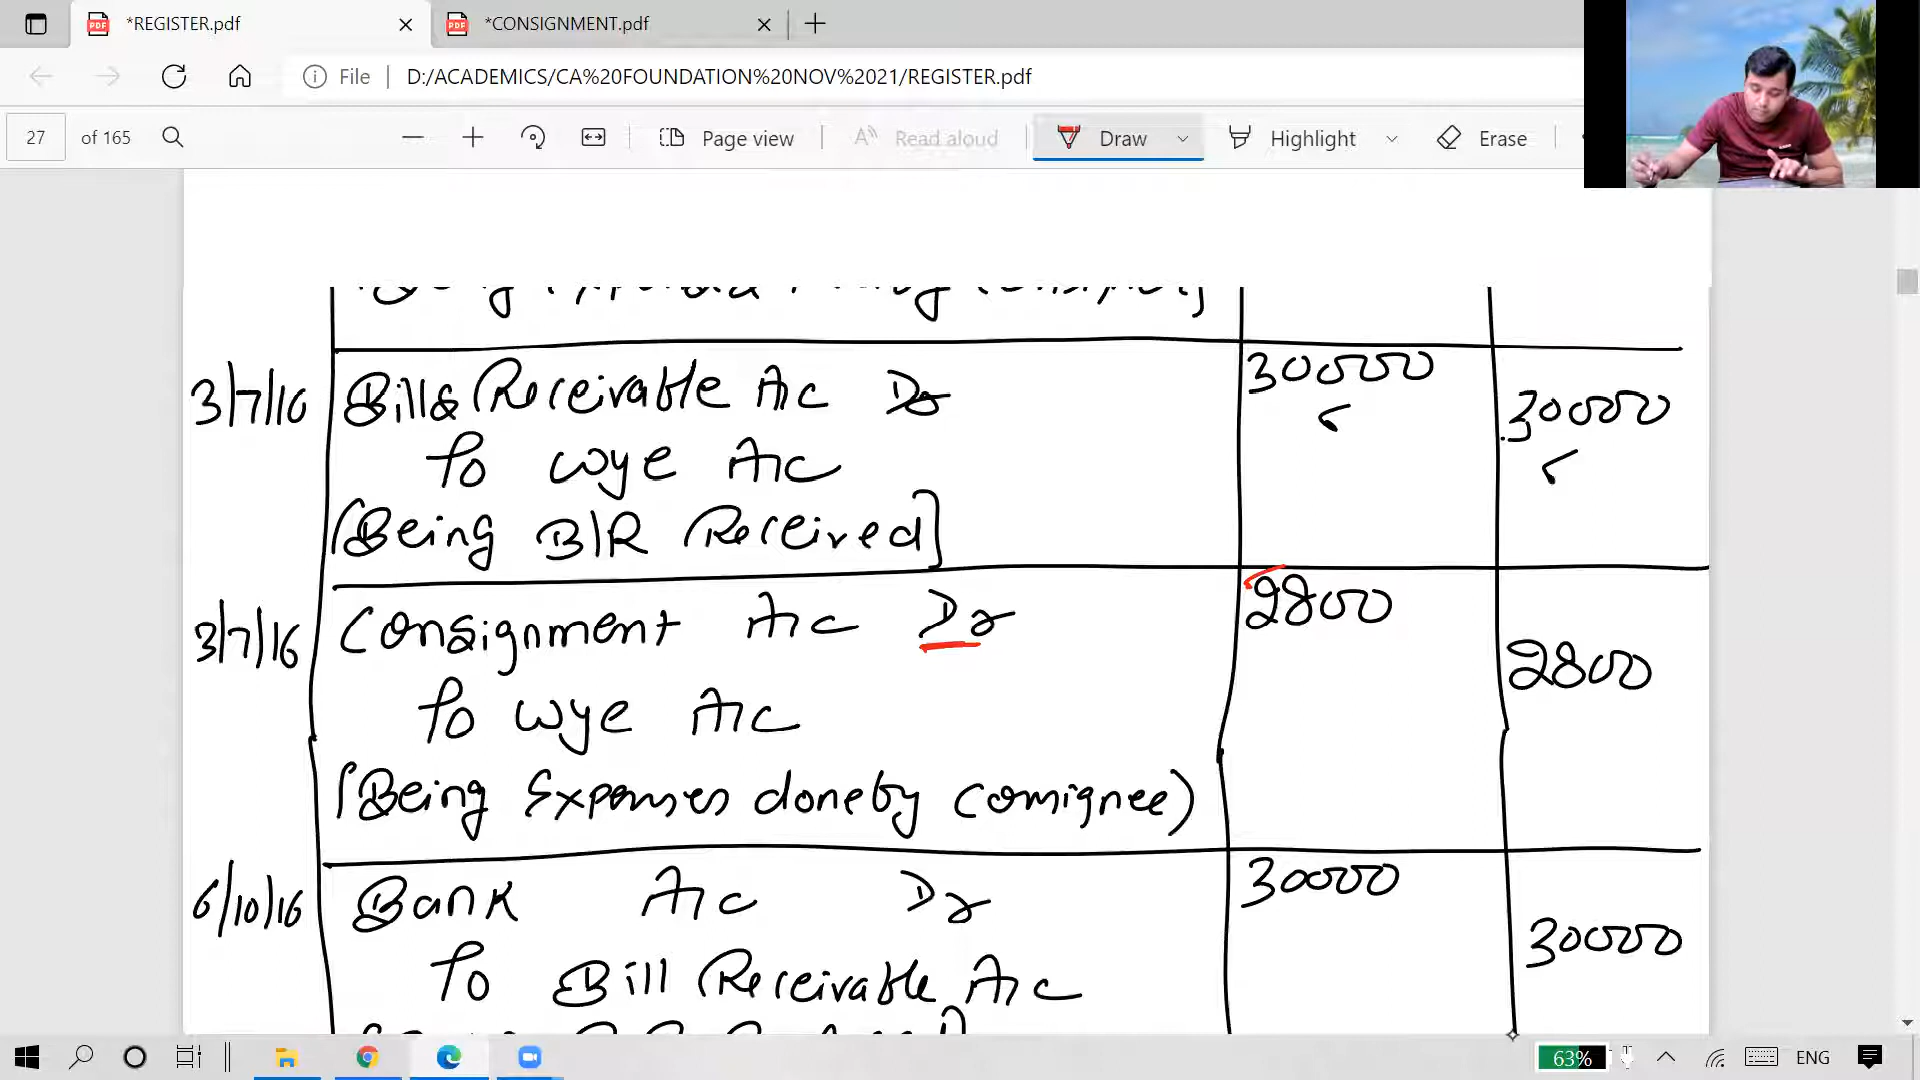 *REGISTER.pdf
*CONSIGNMENT.pdf
File D:/ACADEMICS/CA%20FOUNDATION%20NOV%2021/REGISTER.pdf
27 of 165 Page view Read aloud Draw Highlight Erase
3/7/16 Bills Receivable A/c Dr 30000
To Wye A/c 30000
[Being B/R Received]
3/7/16 Consignment A/c Dr 2800
To Wye A/c 2800
(Being Expenses done by Consignee)
6/10/16 Bank A/c Dr 30000
To Bill Receivable A/c 30000
63% ENG